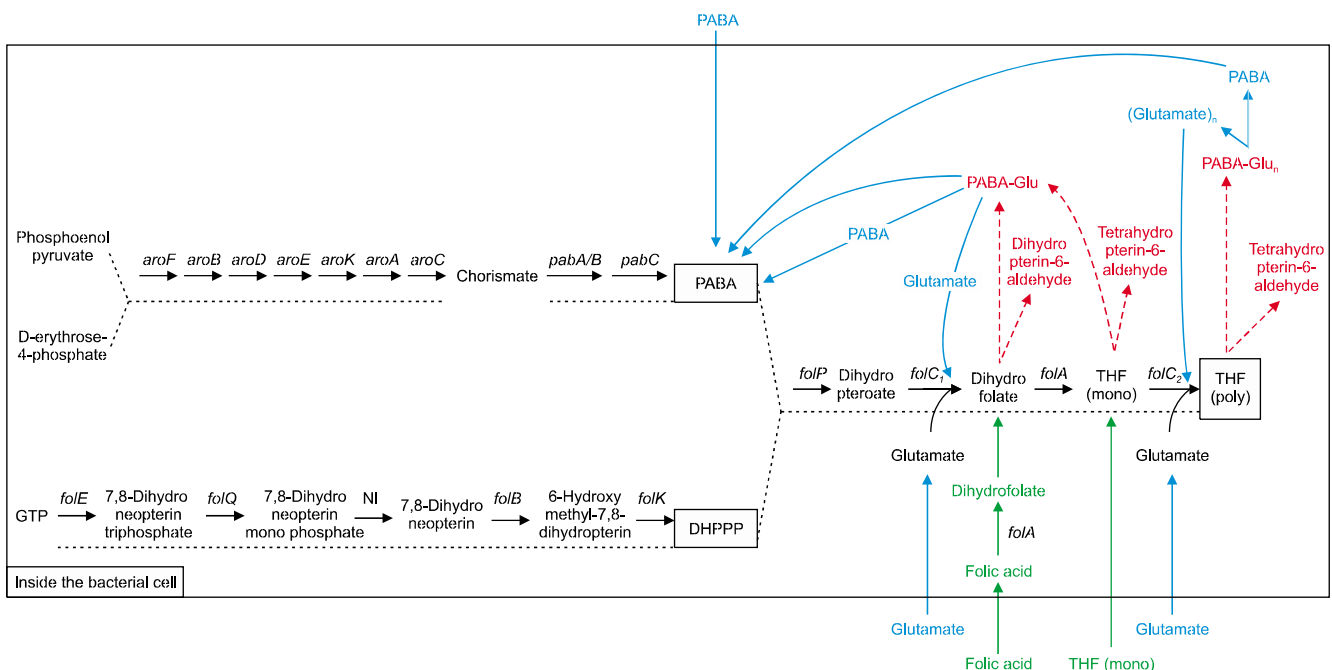 PABA
PABA
(Glutamate)n
PABA-Glun
PABA-Glu
PABA
Dihydro
pterin-6-
aldehyde
Tetrahydro
pterin-6-
aldehyde
Tetrahydro
pterin-6-
aldehyde
Glutamate
Phosphoenol
pyruvate
aroF aroB aroD aroE aroK aroA aroC
Chorismate
pabA/B pabC
PABA
D-erythrose-
4-phosphate
folP
Dihydro
pteroate
folC1
Dihydro
folate
folA
THF
(mono)
folC2
THF
(poly)
Glutamate
Glutamate
GTP
folE
7,8-Dihydro
neopterin
triphosphate
folQ
7,8-Dihydro
neopterin
mono phosphate
NI
7,8-Dihydro
neopterin
folB
6-Hydroxy
methyl-7,8-
dihydropterin
folK
DHPPP
Dihydrofolate
folA
Folic acid
Inside the bacterial cell
Glutamate
Glutamate
Folic acid
THF (mono)